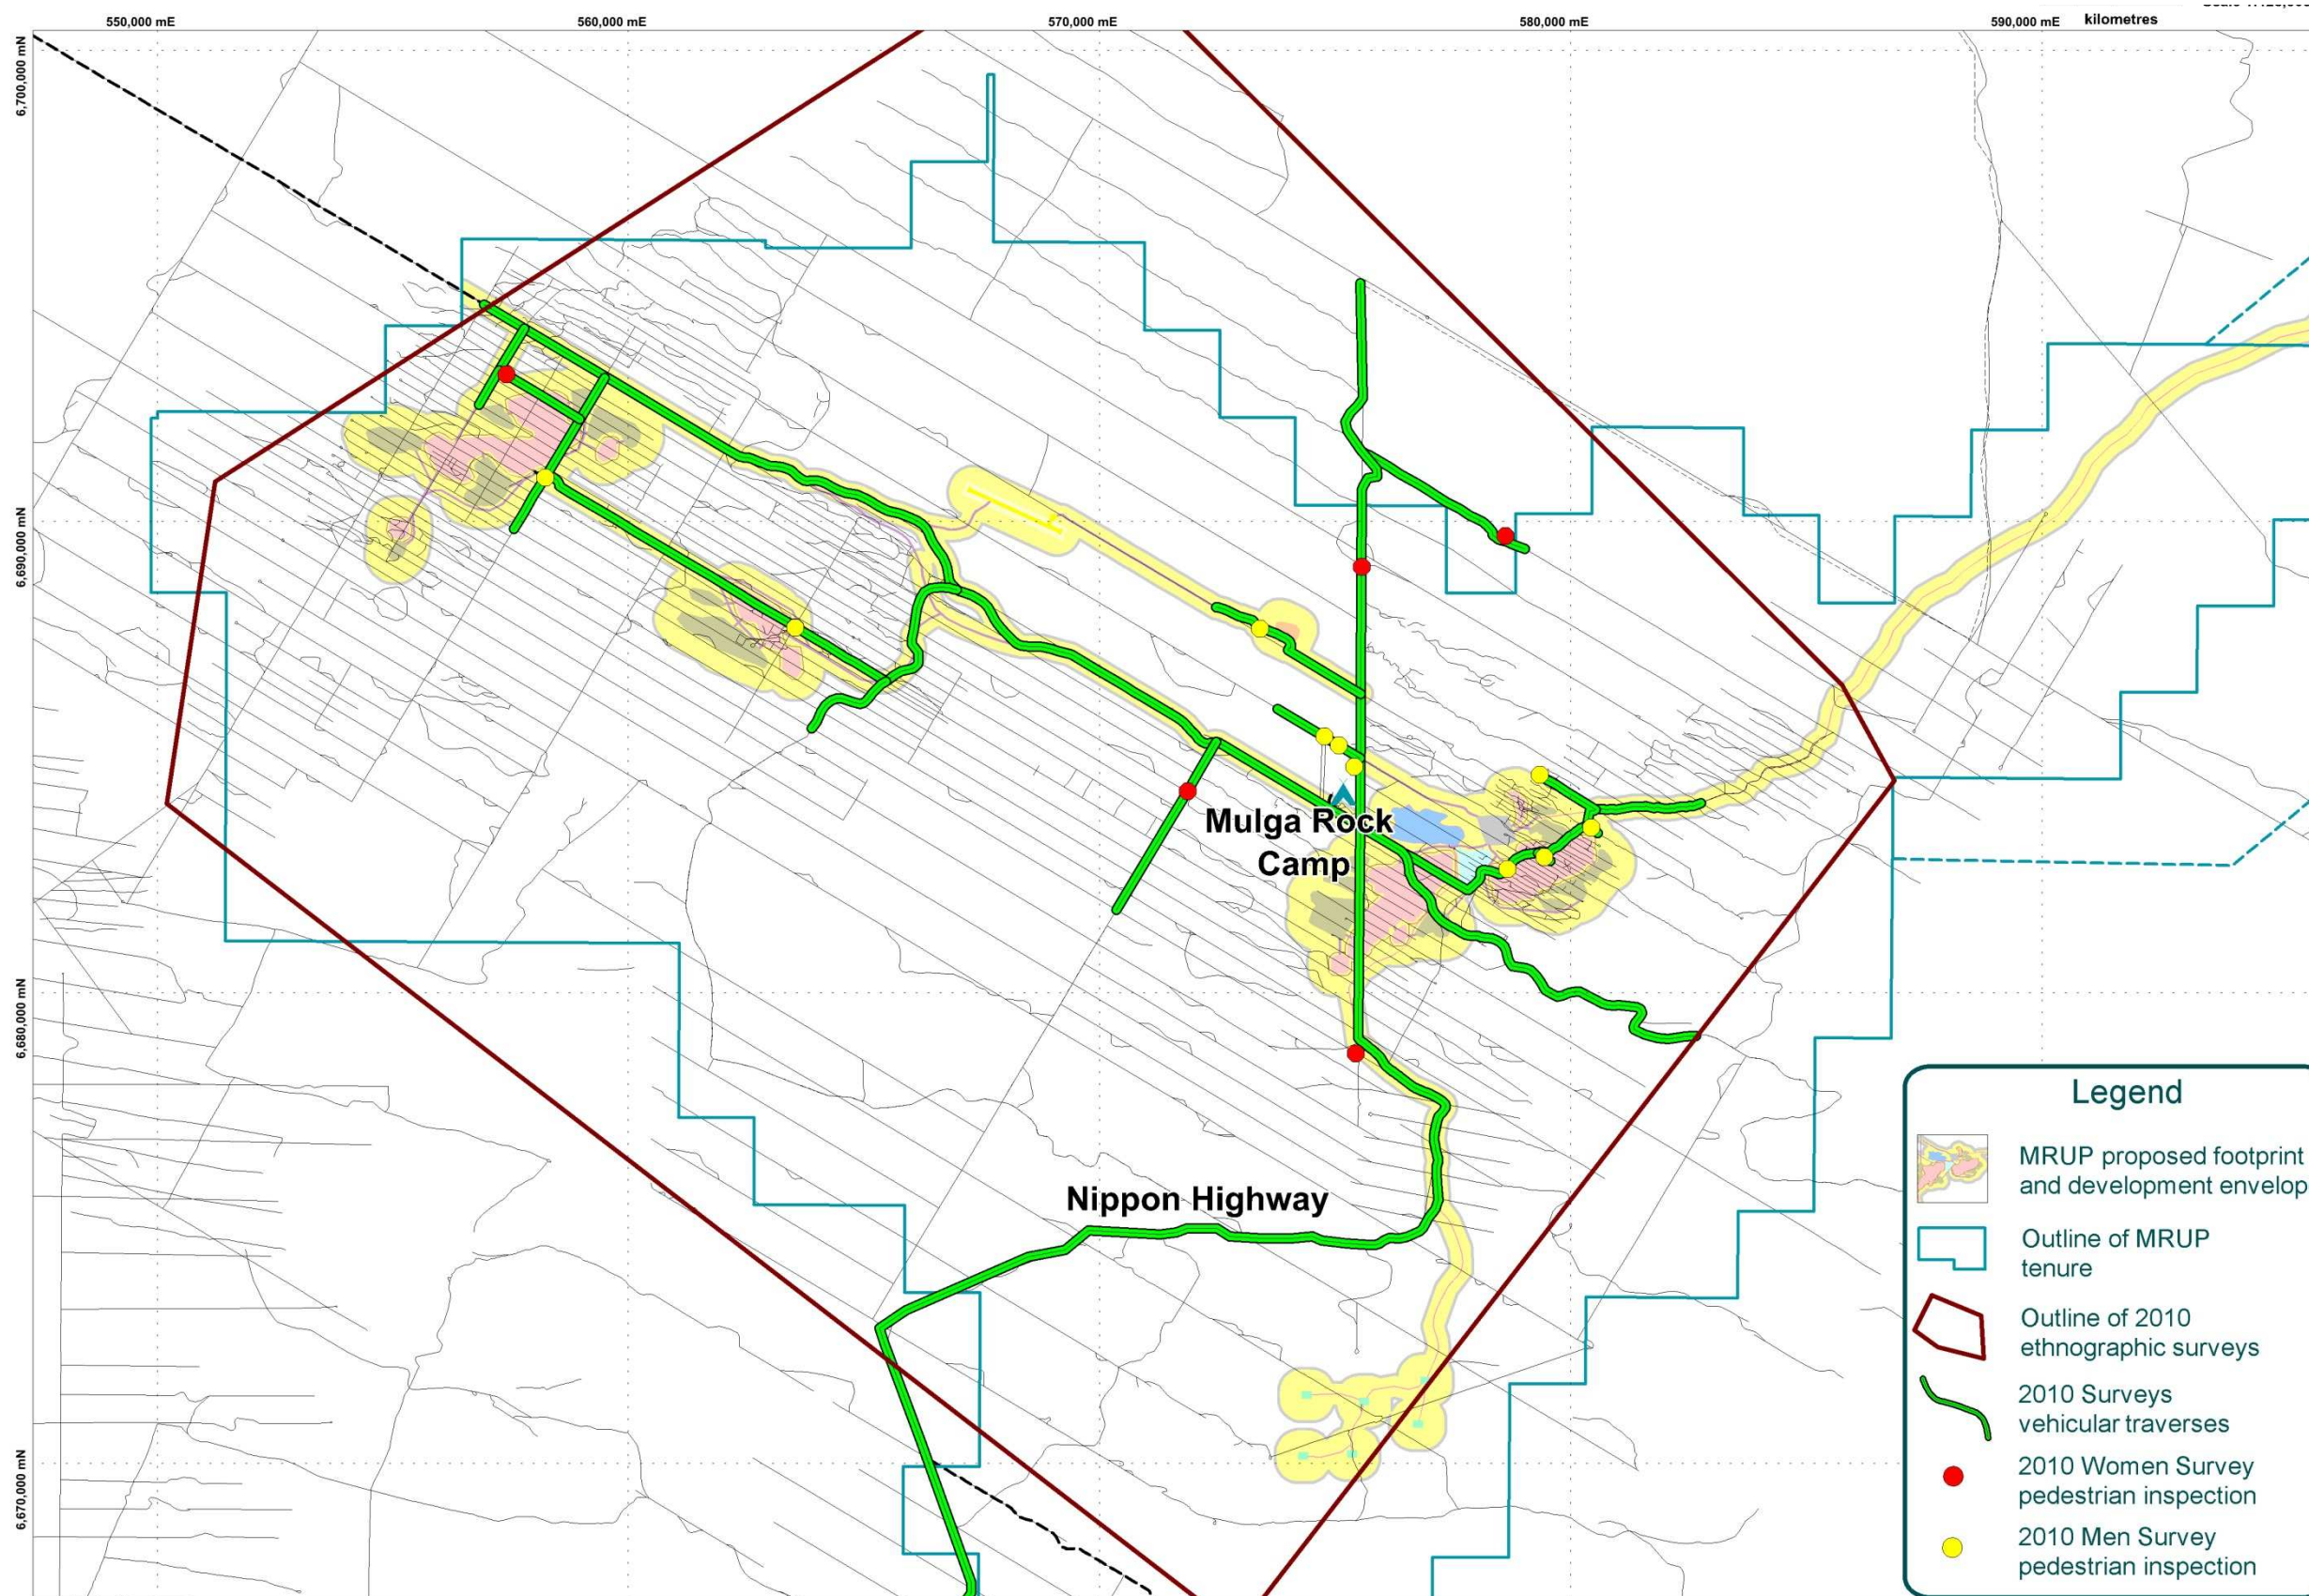 550,000 mE
560,000 mE
570,000 mE
580,000 mE
590,000 mE
kilometres
6,700,000 mN
6,690,000 mN
6,680,000 mN
6,670,000 mN
Mulga Rock
Camp
Nippon Highway
Legend
MRUP proposed footprint
and development envelop
Outline of MRUP
tenure
Outline of 2010
ethnographic surveys
2010 Surveys
vehicular traverses
2010 Women Survey
pedestrian inspection
2010 Men Survey
pedestrian inspection